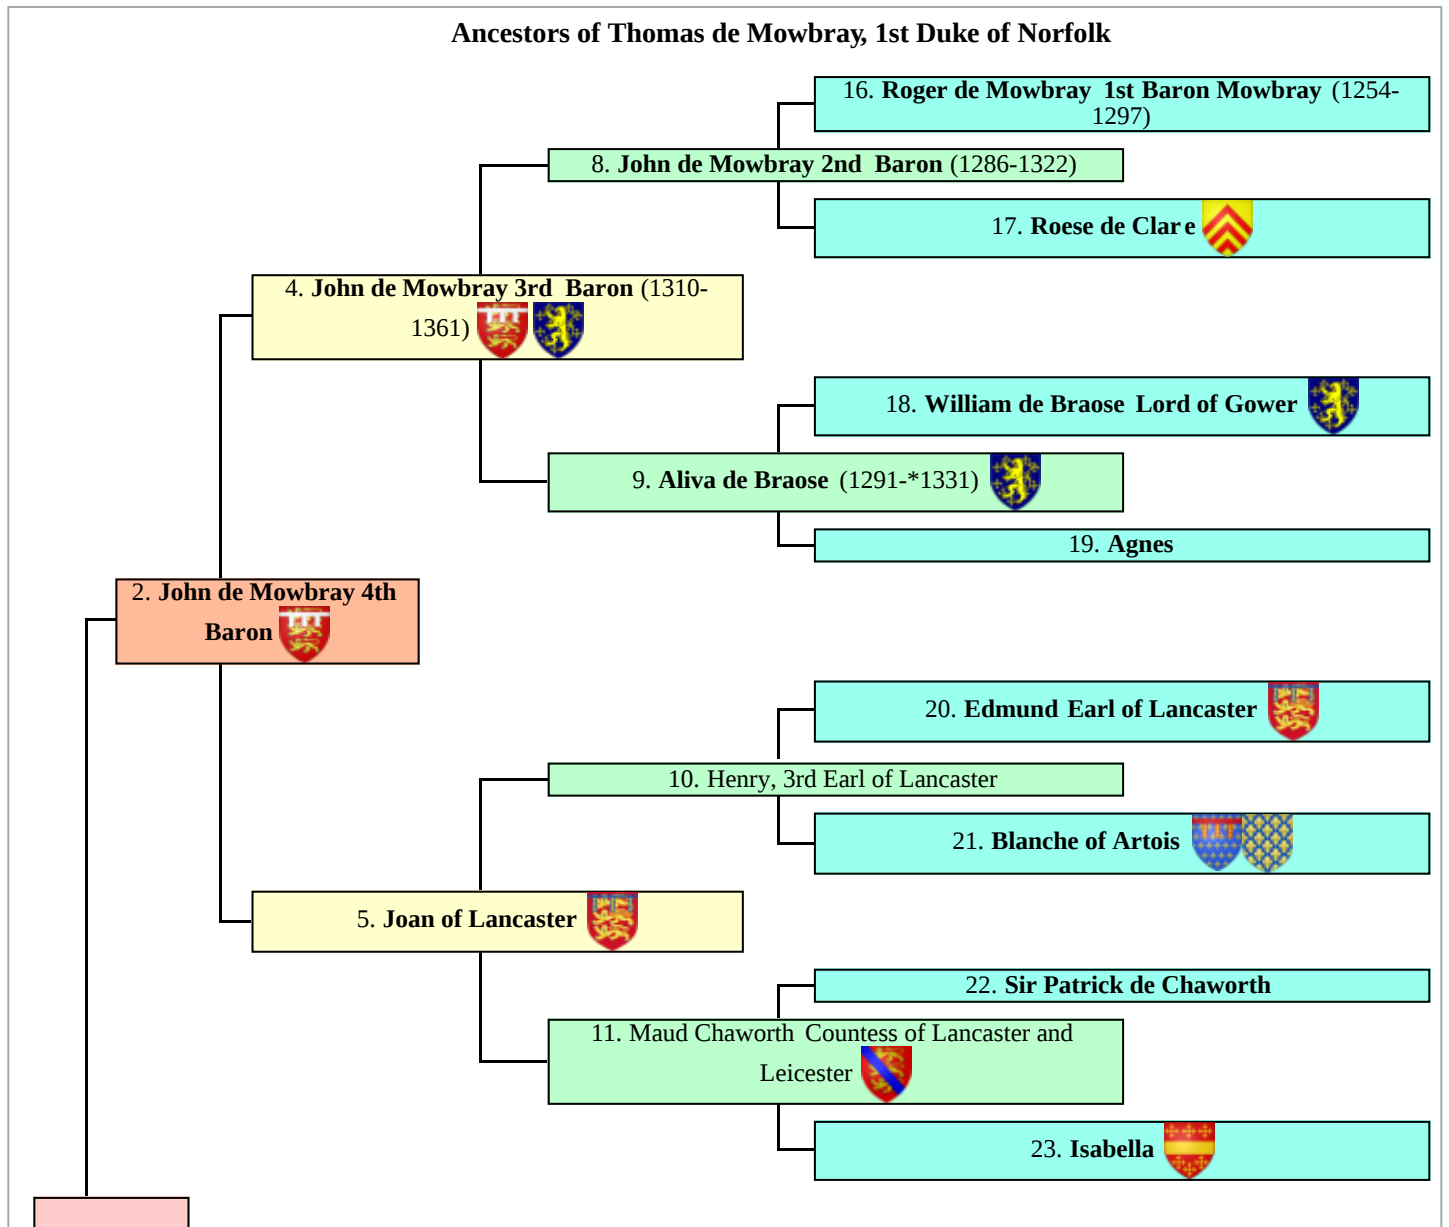 Ancestors of Thomas de Mowbray, 1st Duke of Norfolk
16. Roger de Mowbray 1st Baron Mowbray (1254-
1297)
8. John de Mowbray 2nd Baron (1286-1322)
17. Roese de Clare
4. John de Mowbray 3rd Baron (1310-
1361)
18. William de Braose Lord of Gower
9. Aliva de Braose (1291-*1331)
19. Agnes
2. John de Mowbray 4th
Baron
20. Edmund Earl of Lancaster
10. Henry, 3rd Earl of Lancaster
21. Blanche of Artois
5. Joan of Lancaster
22. Sir Patrick de Chaworth
11. Maud Chaworth Countess of Lancaster and
Leicester
23. Isabella